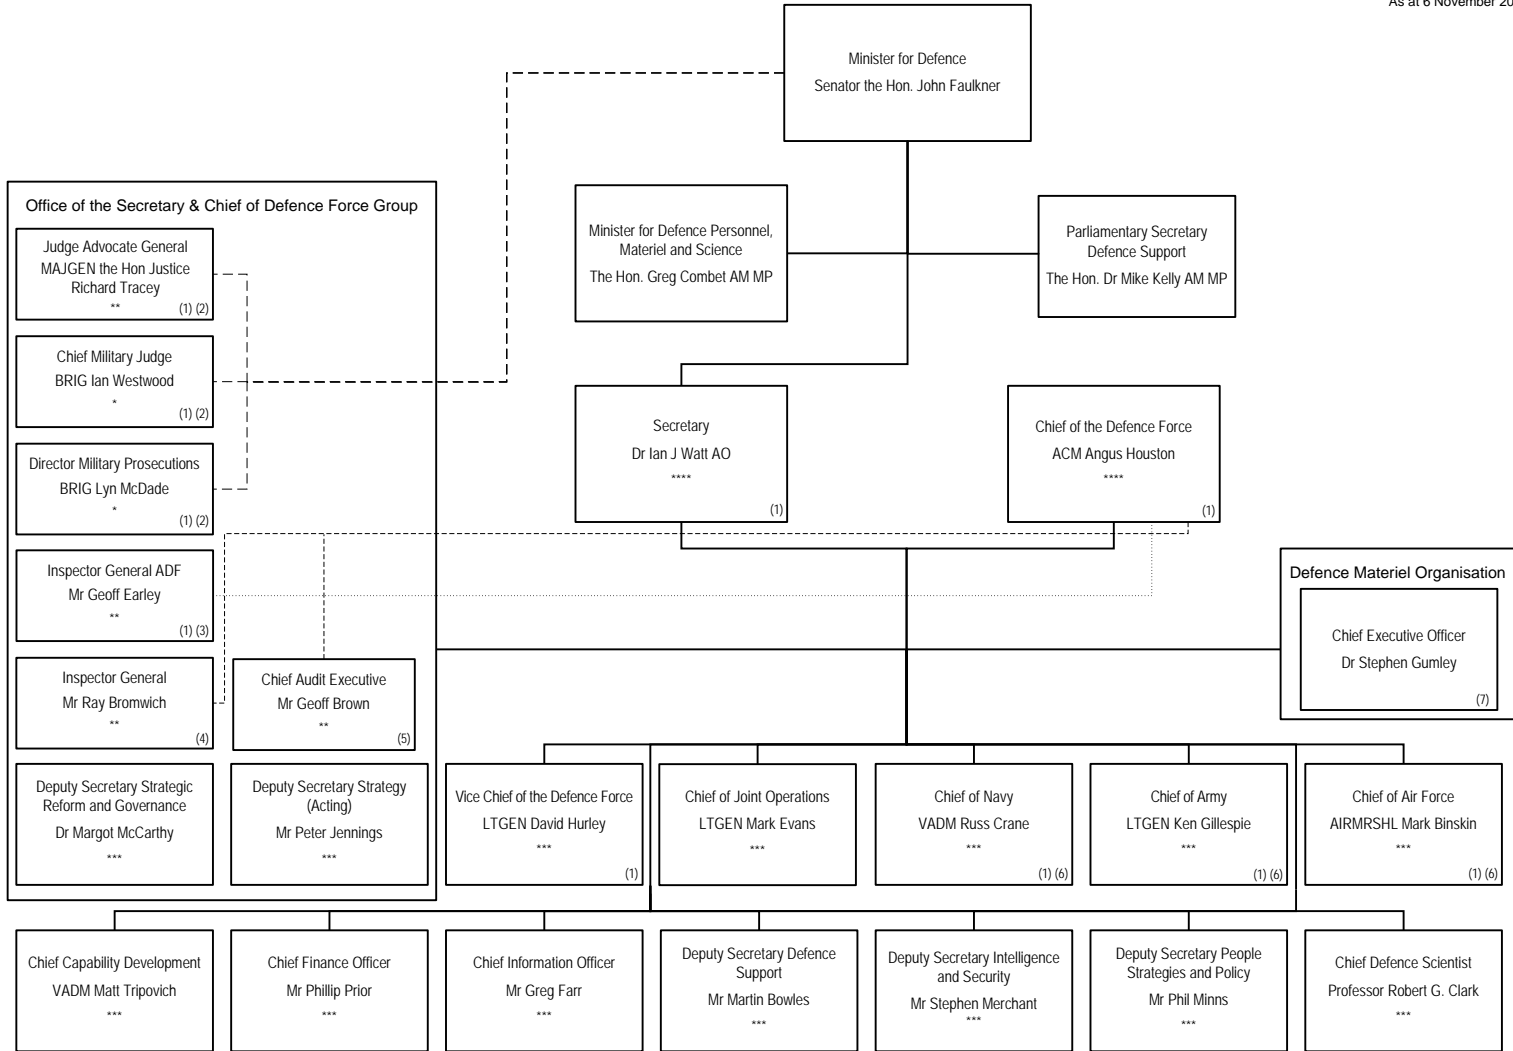 As at 6 November 20
Minister for Defence
Senator the Hon. John Faulkner
Office of the Secretary & Chief of Defence Force Group
Judge Advocate General
MAJGEN the Hon Justice
Richard Tracey
**
(1) (2)
Minister for Defence Personnel,
Materiel and Science
The Hon. Greg Combet AM MP
Parliamentary Secretary
Defence Support
The Hon. Dr Mike Kelly AM MP
Chief Military Judge
BRIG Ian Westwood
*
(1) (2)
Secretary
Dr Ian J Watt AO
****
(1)
Chief of the Defence Force
ACM Angus Houston
****
(1)
Director Military Prosecutions
BRIG Lyn McDade
*
(1) (2)
Inspector General ADF
Mr Geoff Earley
**
(1) (3)
Defence Materiel Organisation
Chief Executive Officer
Dr Stephen Gumley
(7)
Inspector General
Mr Ray Bromwich
**
(4)
Chief Audit Executive
Mr Geoff Brown
**
(5)
Deputy Secretary Strategic
Reform and Governance
Dr Margot McCarthy
***
Deputy Secretary Strategy
(Acting)
Mr Peter Jennings
***
Vice Chief of the Defence Force
LTGEN David Hurley
***
(1)
Chief of Joint Operations
LTGEN Mark Evans
***
Chief of Navy
VADM Russ Crane
***
(1) (6)
Chief of Army
LTGEN Ken Gillespie
***
(1) (6)
Chief of Air Force
AIRMRSHL Mark Binskin
***
(1) (6)
Chief Capability Development
VADM Matt Tripovich
***
Chief Finance Officer
Mr Phillip Prior
***
Chief Information Officer
Mr Greg Farr
***
Deputy Secretary Defence
Support
Mr Martin Bowles
***
Deputy Secretary Intelligence
and Security
Mr Stephen Merchant
***
Deputy Secretary People
Strategies and Policy
Mr Phil Minns
***
Chief Defence Scientist
Professor Robert G. Clark
***